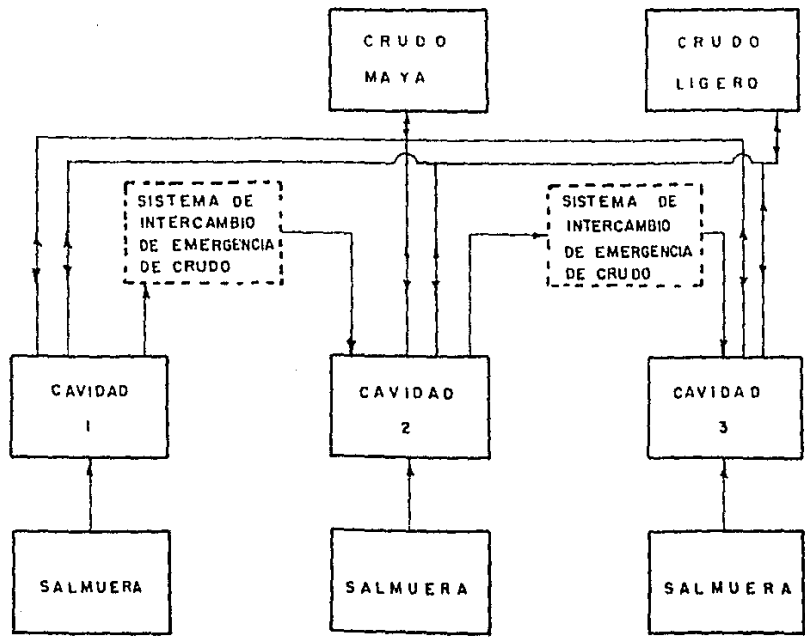 CRUDO
MAYA
CRUDO
LIGERO
SISTEMA DE
INTERCAMBIO
DE EMERGENCIA
DE CRUDO
SISTEMA DE
INTERCAMBIO
DE EMERGENCIA
DE CRUDO
CAVIDAD
1
CAVIDAD
2
CAVIDAD
3
SALMUERA
SALMUERA
SALMUERA